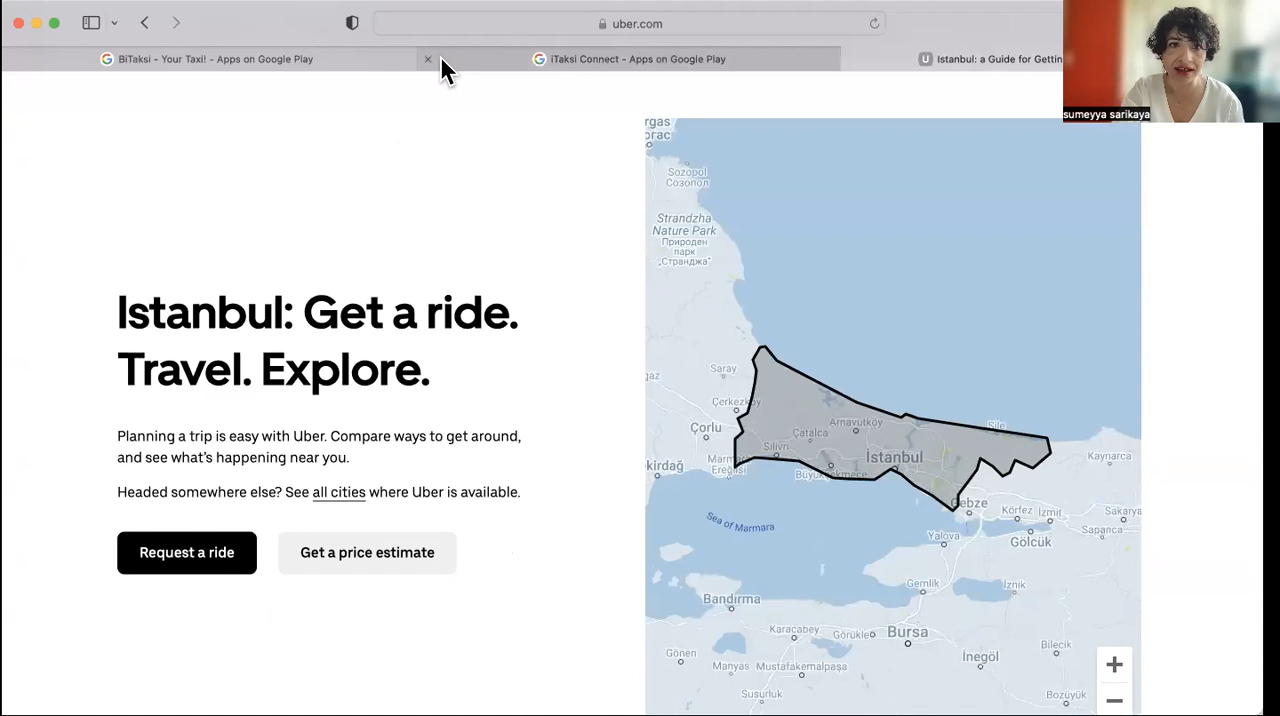 uber.com
BiTaksi - Your Taxi! - Apps on Google Play
iTaksi Connect - Apps on Google Play
U
Istanbul: a Guide for Gettin
sumeyya sarikaya
Istanbul: Get a ride.
Travel. Explore.
Planning a trip is easy with Uber. Compare ways to get around,
and see what's happening near you.
Headed somewhere else? See all cities where Uber is available.
Request a ride
Get a price estimate
rgas
Sozopol
Созопол
Strandzha
Nature Park
Природен
парк
„Странджа“
Saray
gaz
Çerkezköy
Çorlu
Çatalca
Arnavutköy
Şile
Silivri
İstanbul
Kaynarca
kirdağ
Ereğlisi
Gebze
Körfez
İzmit
Sakarya
Sapanca
Gölcük
Sea of Marmara
Yalova
Gemlik
İznik
Bandırma
Karacabey
Görükle
Bursa
Bilecik
Gönen
Manyas
Mustafakemalpaşa
İnegöl
Susurluk
Bozüyük
+
−